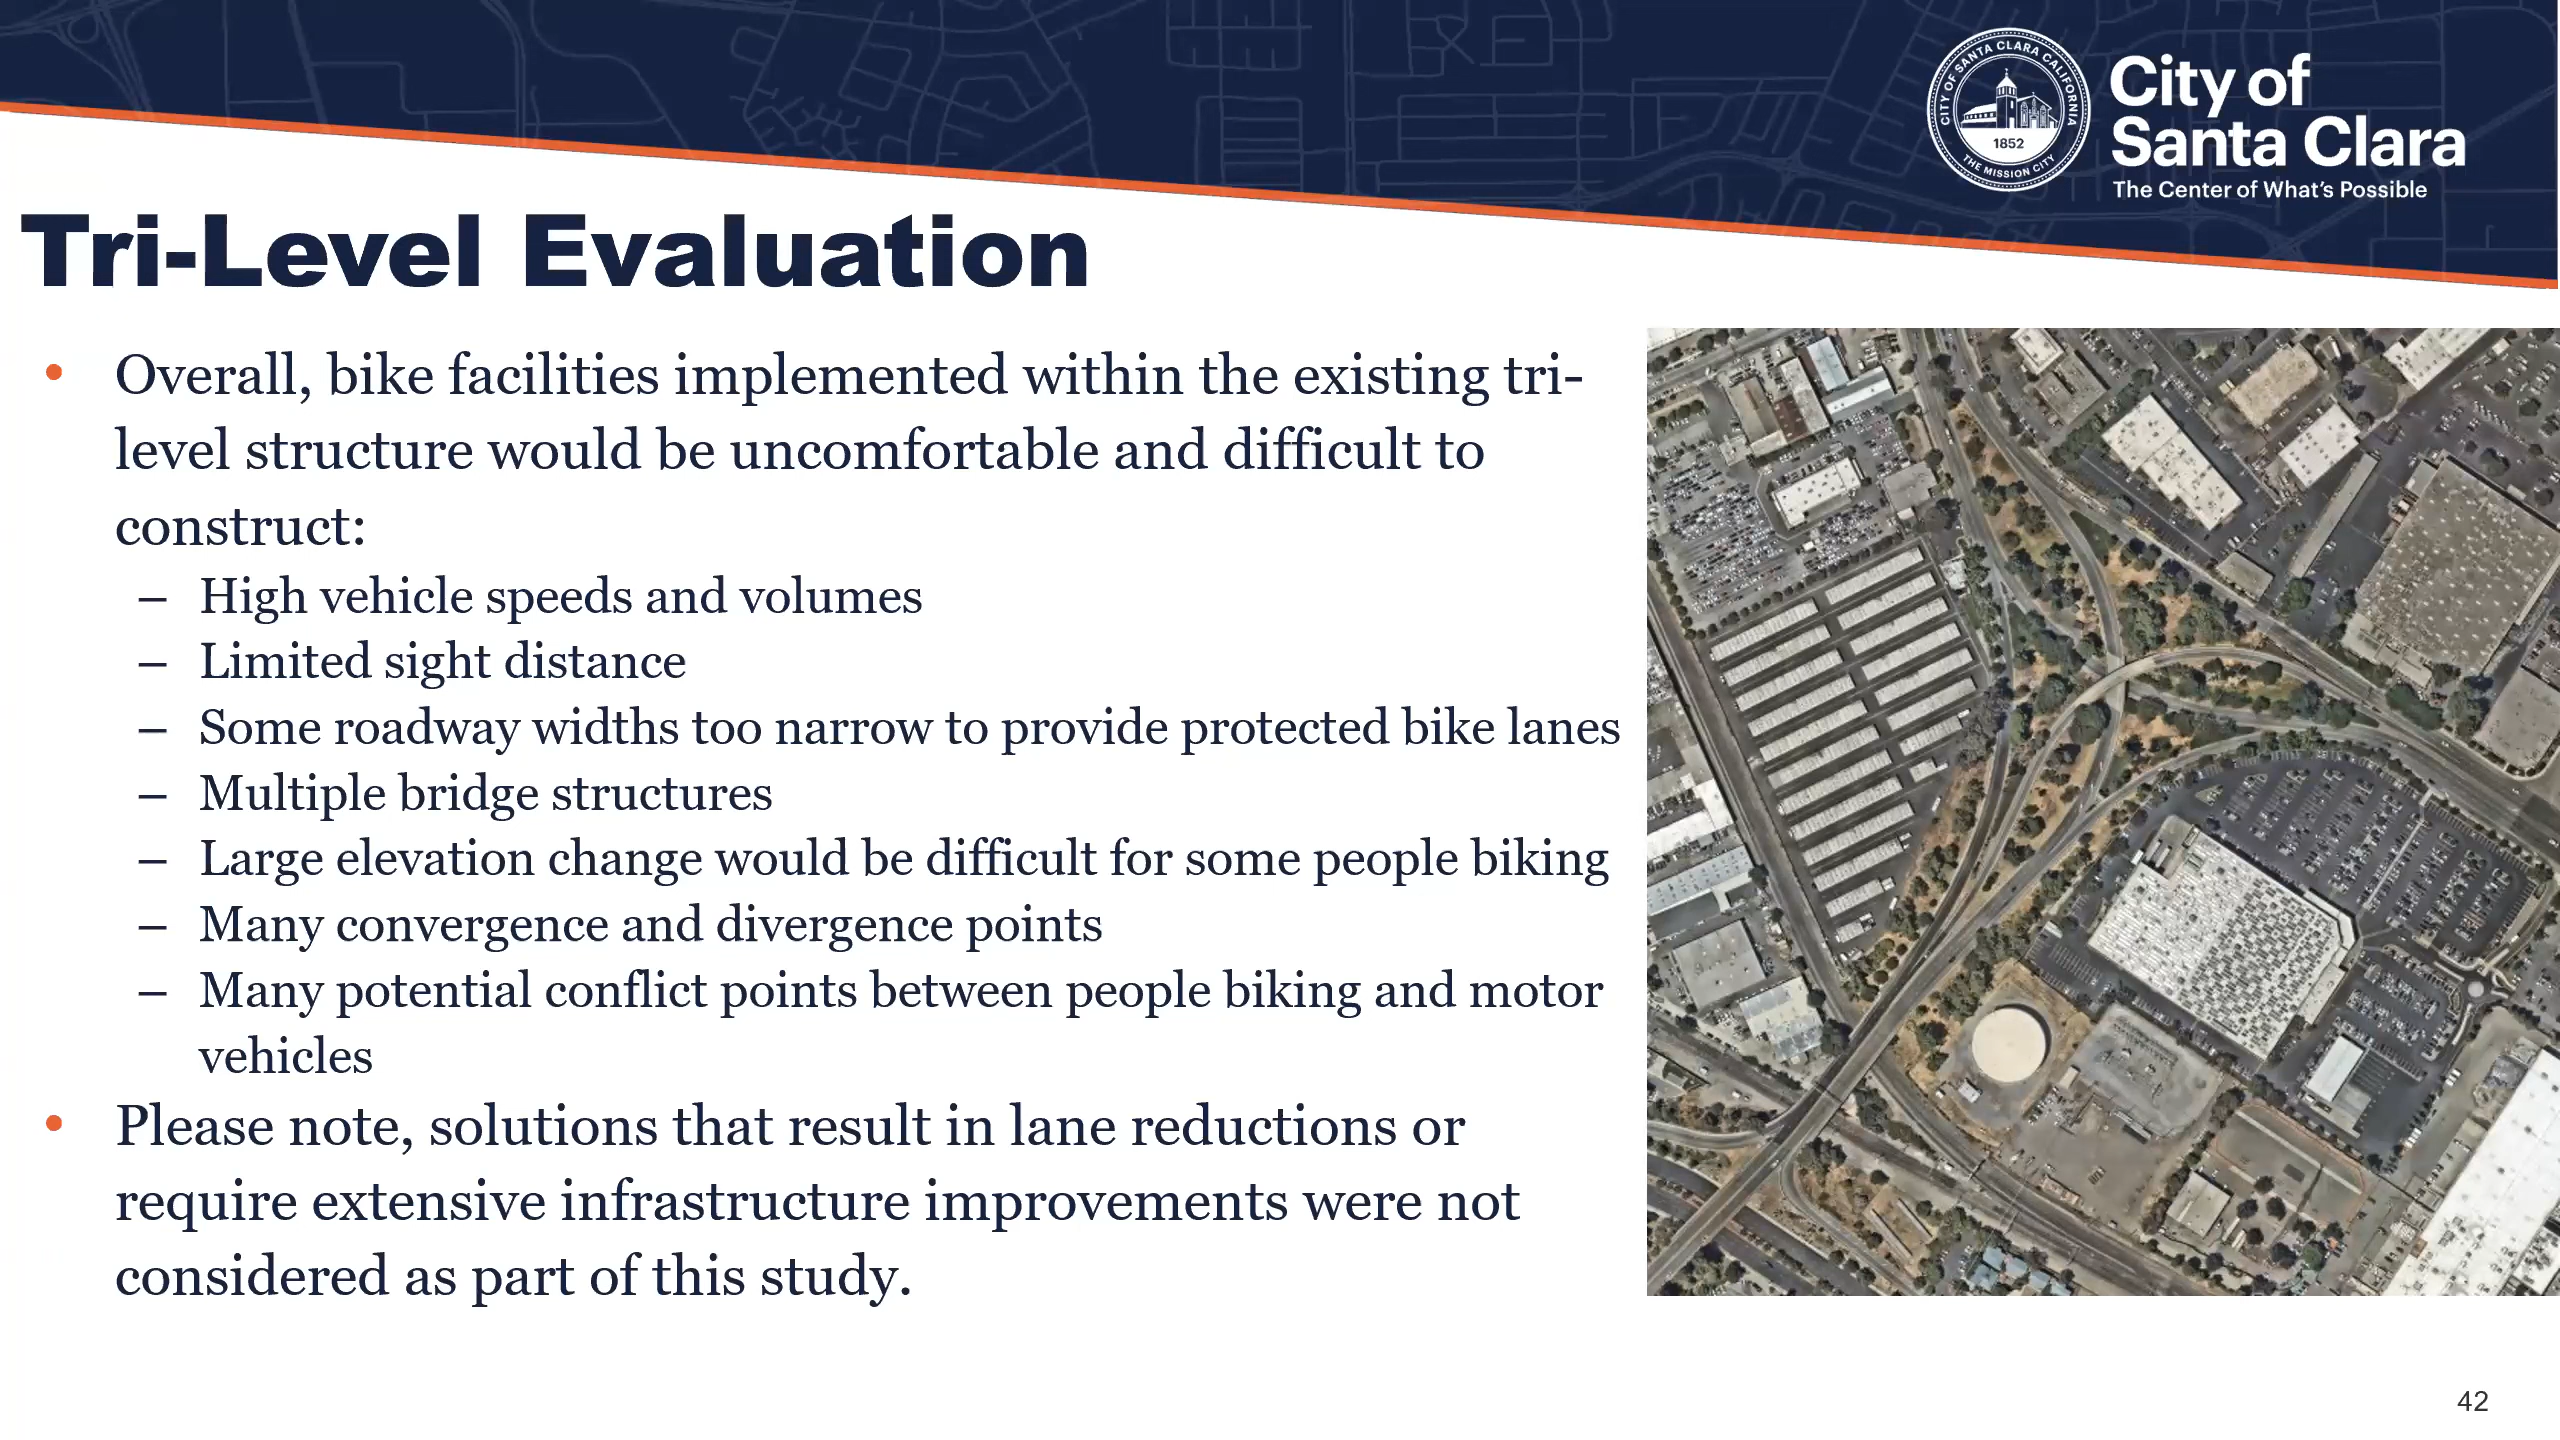 CITY OF SANTA CLARA CALIFORNIA
1852
THE MISSION CITY
City of
Santa Clara
The Center of What's Possible
Tri-Level Evaluation
• Overall, bike facilities implemented within the existing tri-
level structure would be uncomfortable and difficult to
construct:
– High vehicle speeds and volumes
– Limited sight distance
– Some roadway widths too narrow to provide protected bike lanes
– Multiple bridge structures
– Large elevation change would be difficult for some people biking
– Many convergence and divergence points
– Many potential conflict points between people biking and motor
vehicles
• Please note, solutions that result in lane reductions or
require extensive infrastructure improvements were not
considered as part of this study.
42